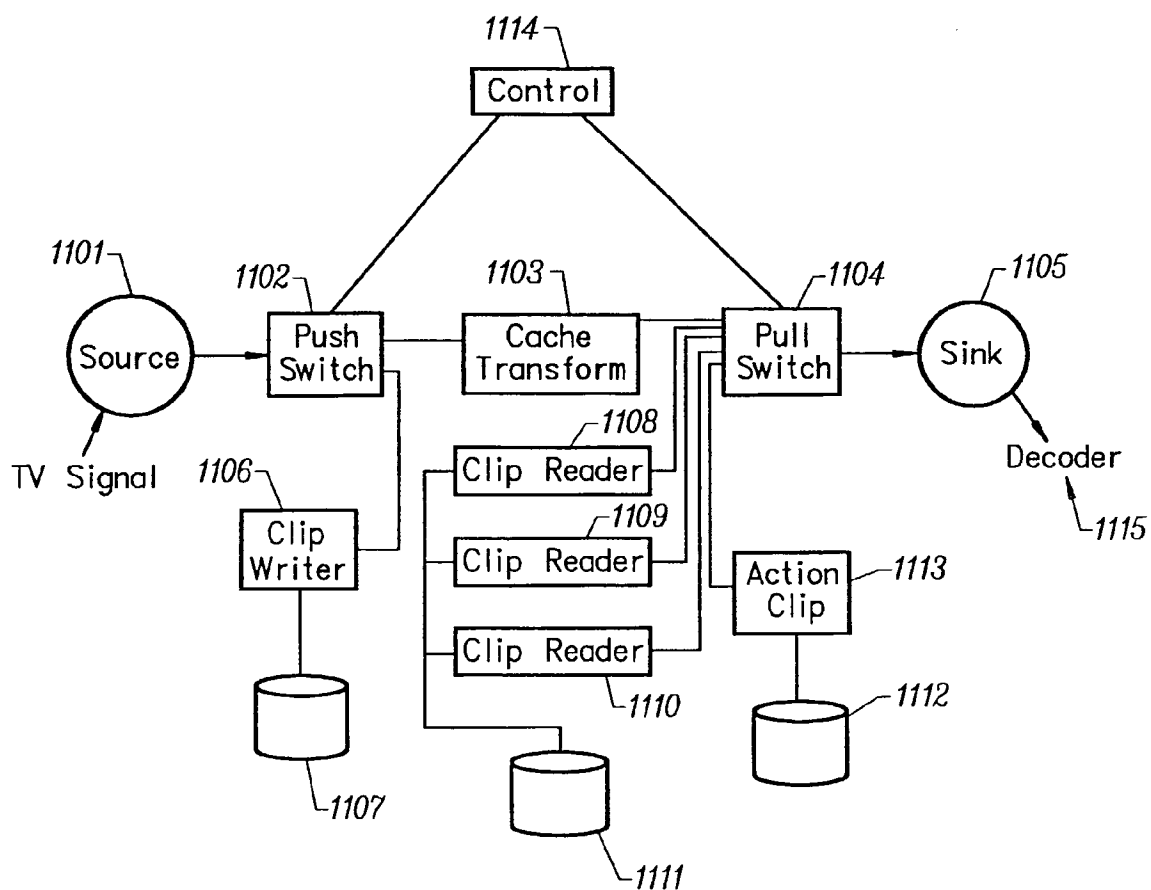 1114
Control
1101
1102
1103
1104
1105
Source
Push
Switch
Cache
Transform
Pull
Switch
Sink
TV Signal
1106
Clip
Writer
1108
Clip Reader
1109
Clip Reader
Clip Reader
1110
Decoder
1115
Action
Clip
1113
1112
1107
1111